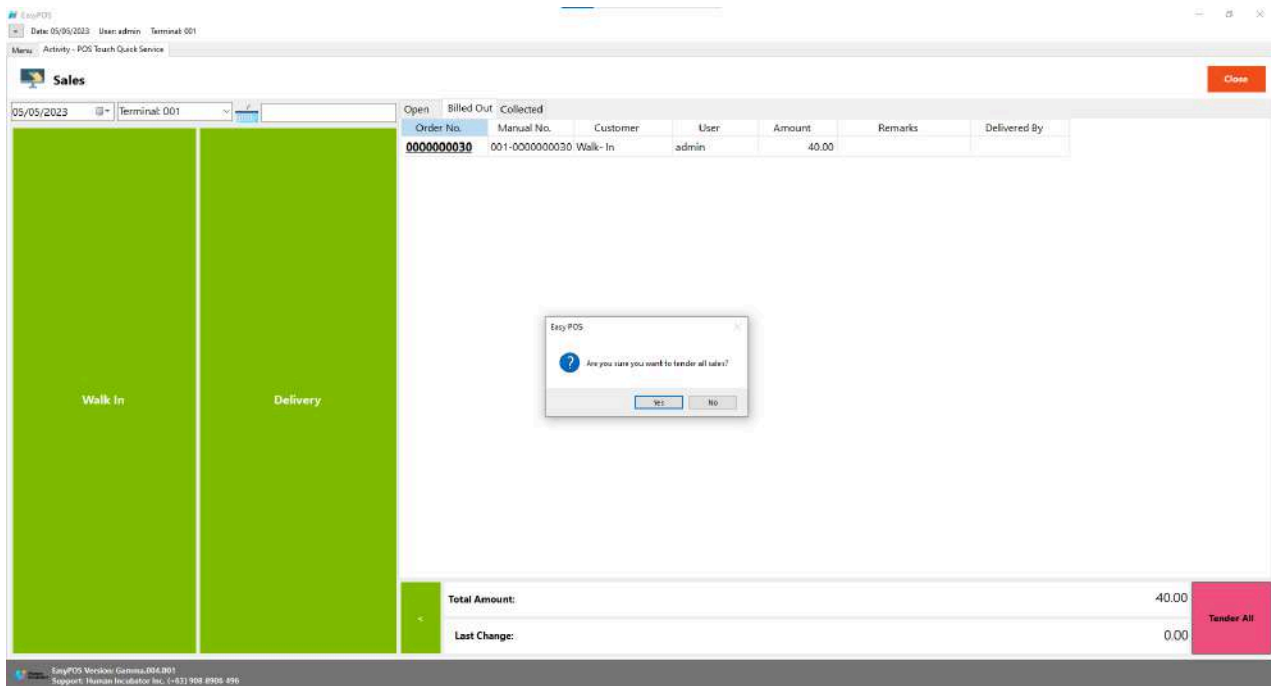 EasyPOS
Date: 05/05/2023 User: admin Terminal: 001
Menu Activity - POS Touch Quick Service
Sales
Close
05/05/2023 Terminal: 001
Open Billed Out Collected
Order No. Manual No. Customer User Amount Remarks Delivered By
0000000030 001-0000000030 Walk- In admin 40.00
Easy POS
Are you sure you want to tender all sales?
Yes No
Walk In Delivery
< Total Amount: 40.00
Tender All
Last Change: 0.00
EasyPOS Version: Gamma.004.001
Support: Human Incubator Inc. (+63) 908 8906 496